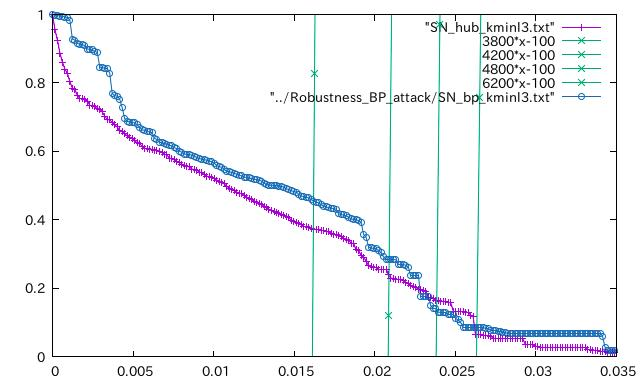 1
0.8
0.6
0.4
0.2
0
0
0.005
0.01
0.015
0.02
0.025
0.03
0.035
"SN_hub_kminl3.txt"
3800*x-100
4200*x-100
4800*x-100
6200*x-100
"../Robustness_BP_attack/SN_bp_kminl3.txt"